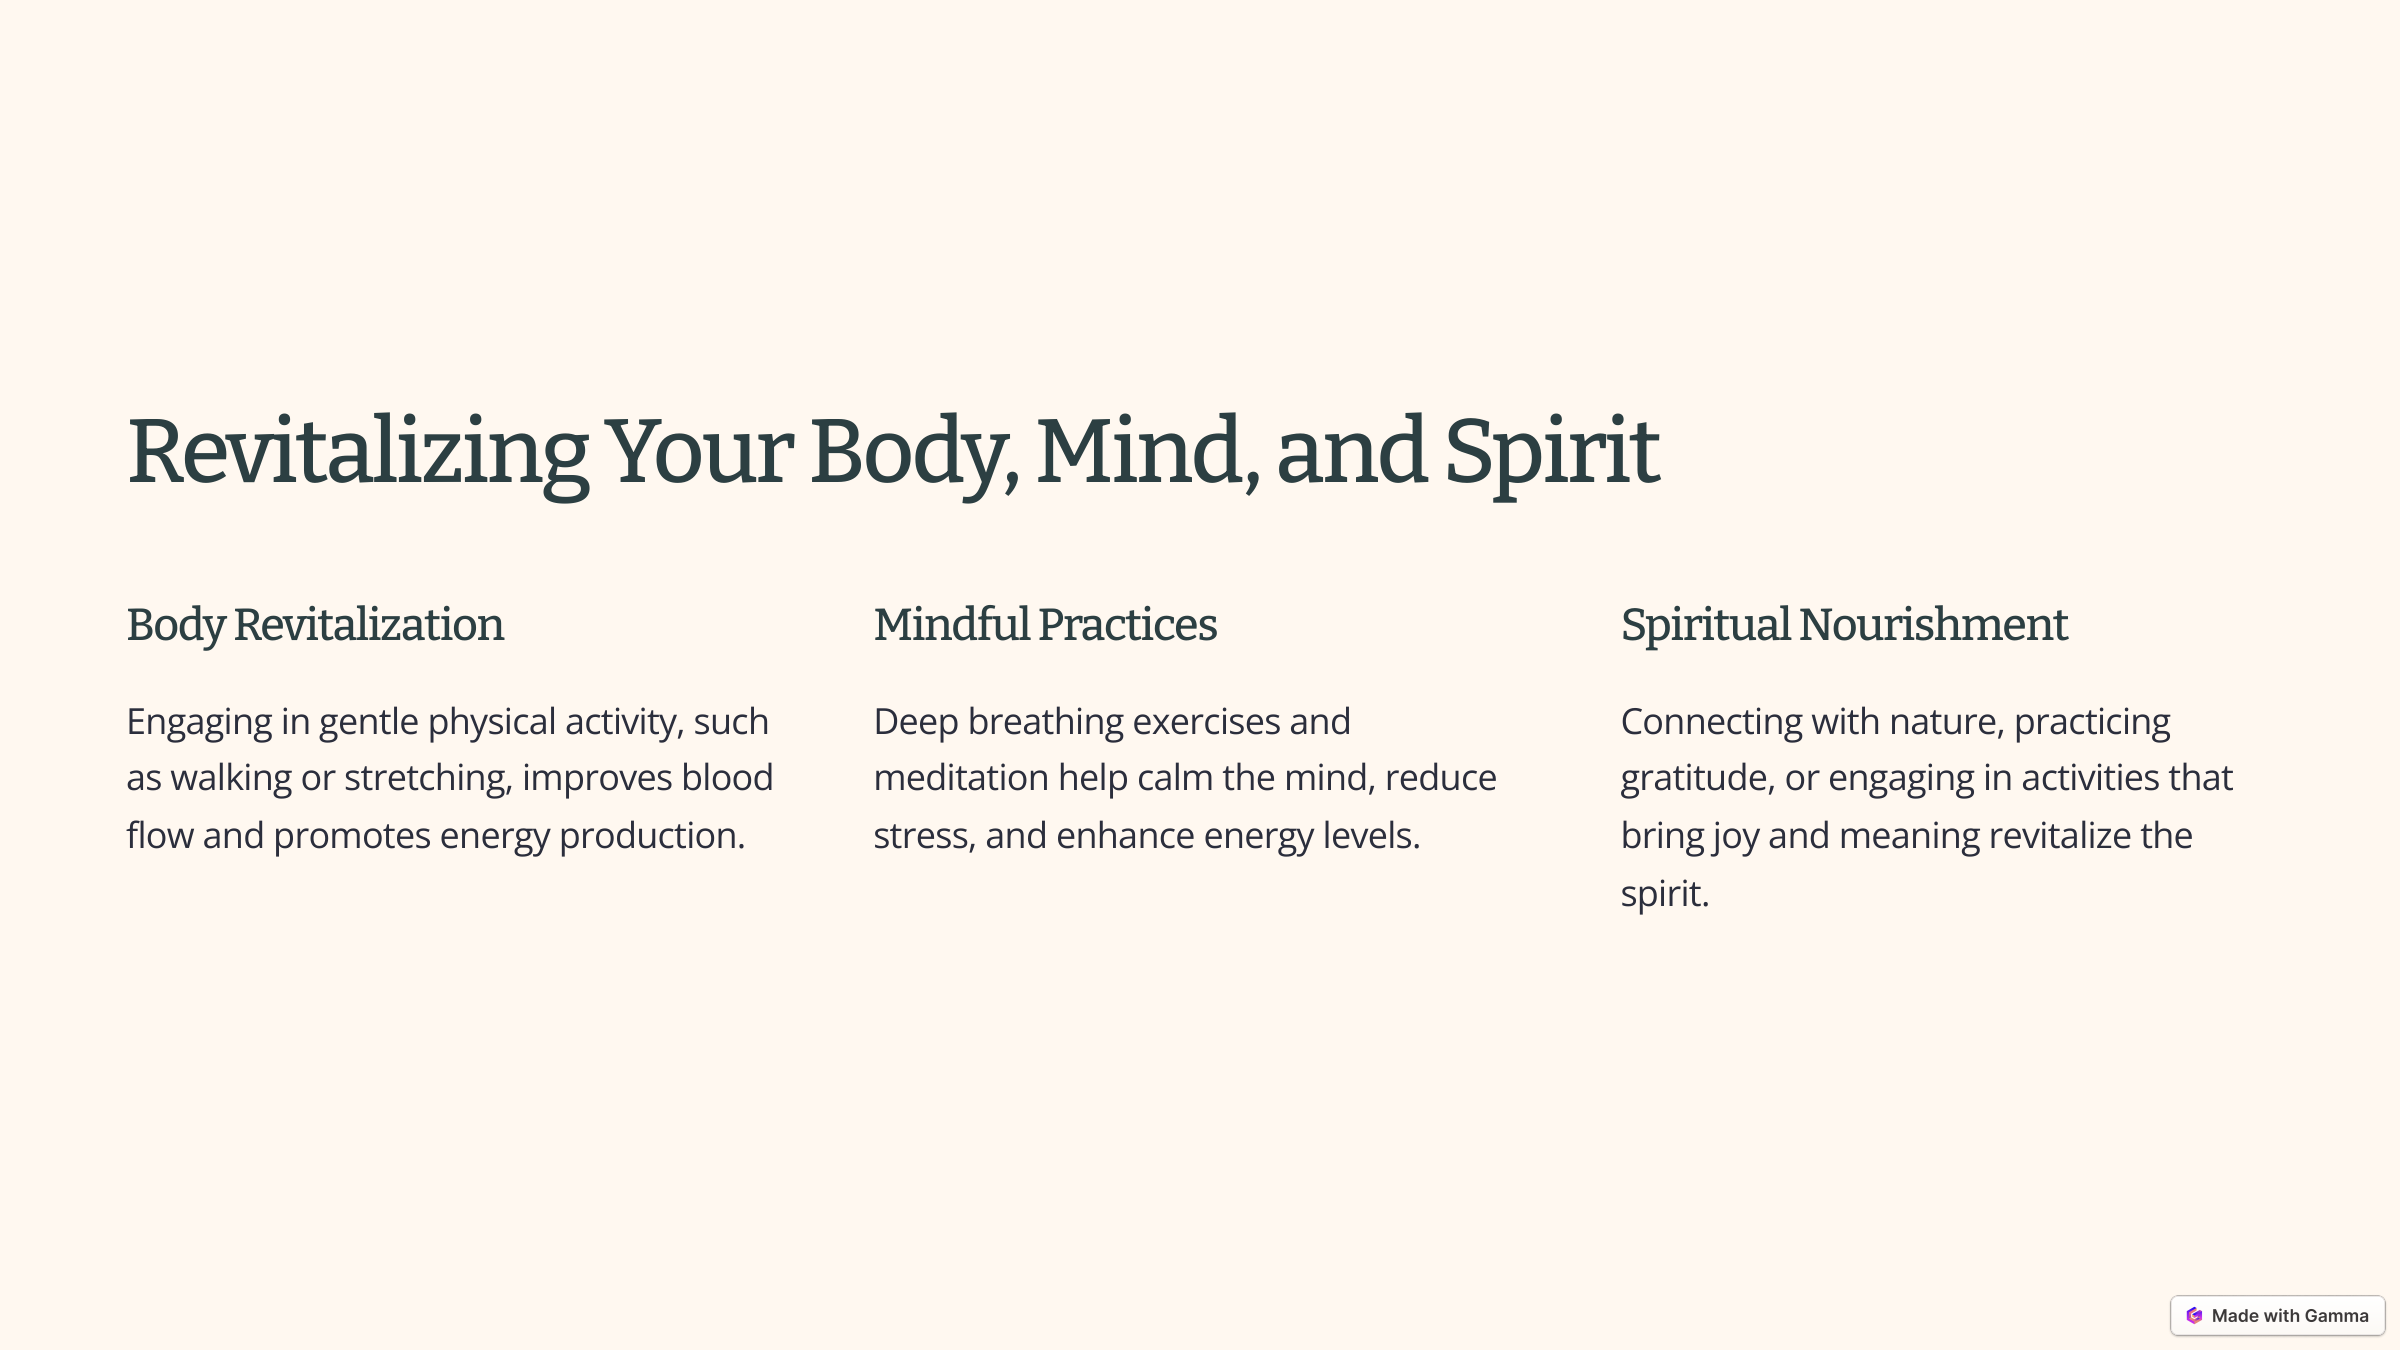 Revitalizing Your Body, Mind, and Spirit
Body Revitalization
Engaging in gentle physical activity, such
as walking or stretching, improves blood
flow and promotes energy production.
Mindful Practices
Deep breathing exercises and
meditation help calm the mind, reduce
stress, and enhance energy levels.
Spiritual Nourishment
Connecting with nature, practicing
gratitude, or engaging in activities that
bring joy and meaning revitalize the
spirit.
Made with Gamma